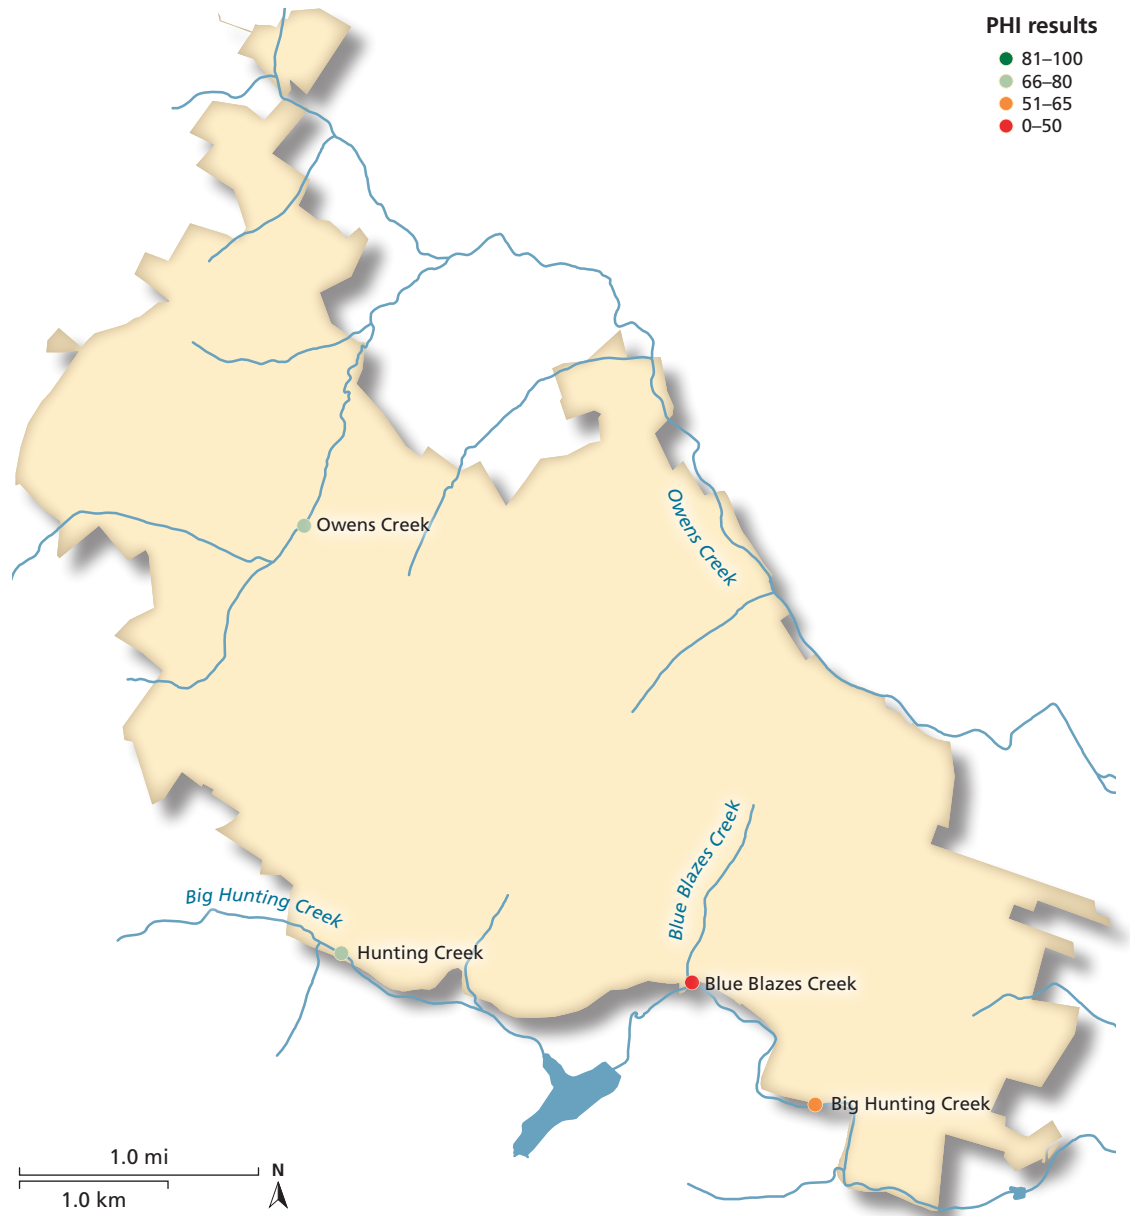 PHI results
81–100
66–80
51–65
0–50
Owens Creek
Owens Creek
Blue Blazes Creek
Big Hunting Creek
Hunting Creek
Blue Blazes Creek
Big Hunting Creek
1.0 mi
N
1.0 km